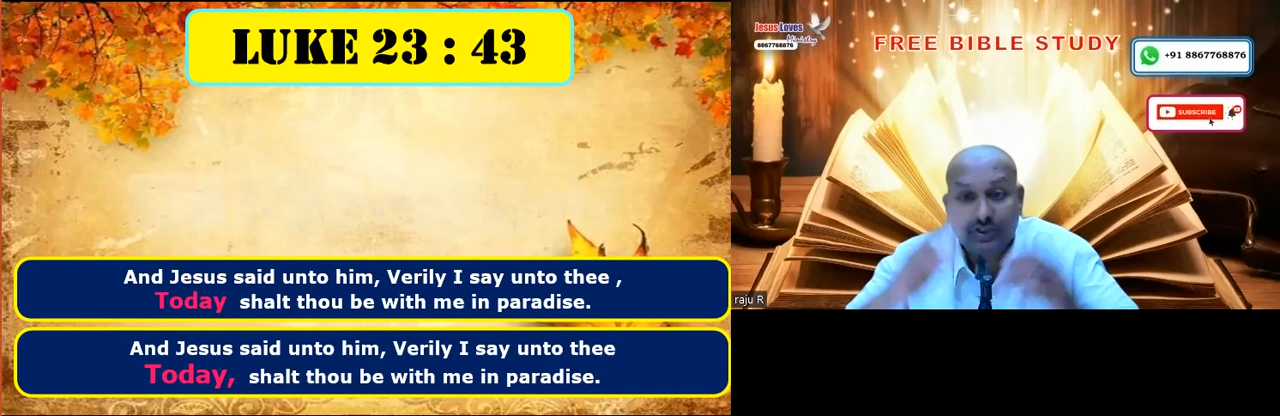 LUKE 23 : 43
And Jesus said unto him, Verily I say unto thee ,
Today shalt thou be with me in paradise.
And Jesus said unto him, Verily I say unto thee
Today, shalt thou be with me in paradise.
Jesus Loves
Ministry
8867768876
FREE BIBLE STUDY
+91 8867768876
SUBSCRIBE
raju R